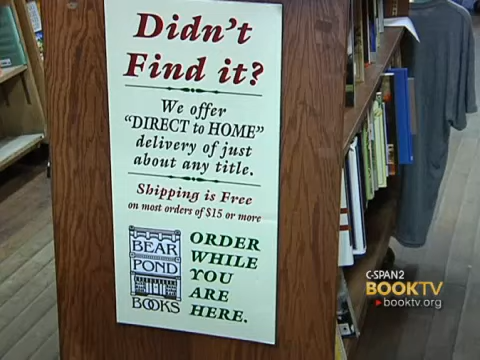 Didn't
Find it?
We offer
"DIRECT to HOME"
delivery of just
about any title.
Shipping is Free
on most orders of $15 or more
BEAR
POND
BOOKS
ORDER
WHILE
YOU
ARE
HERE.
C-SPAN2
BOOKTV
booktv.org